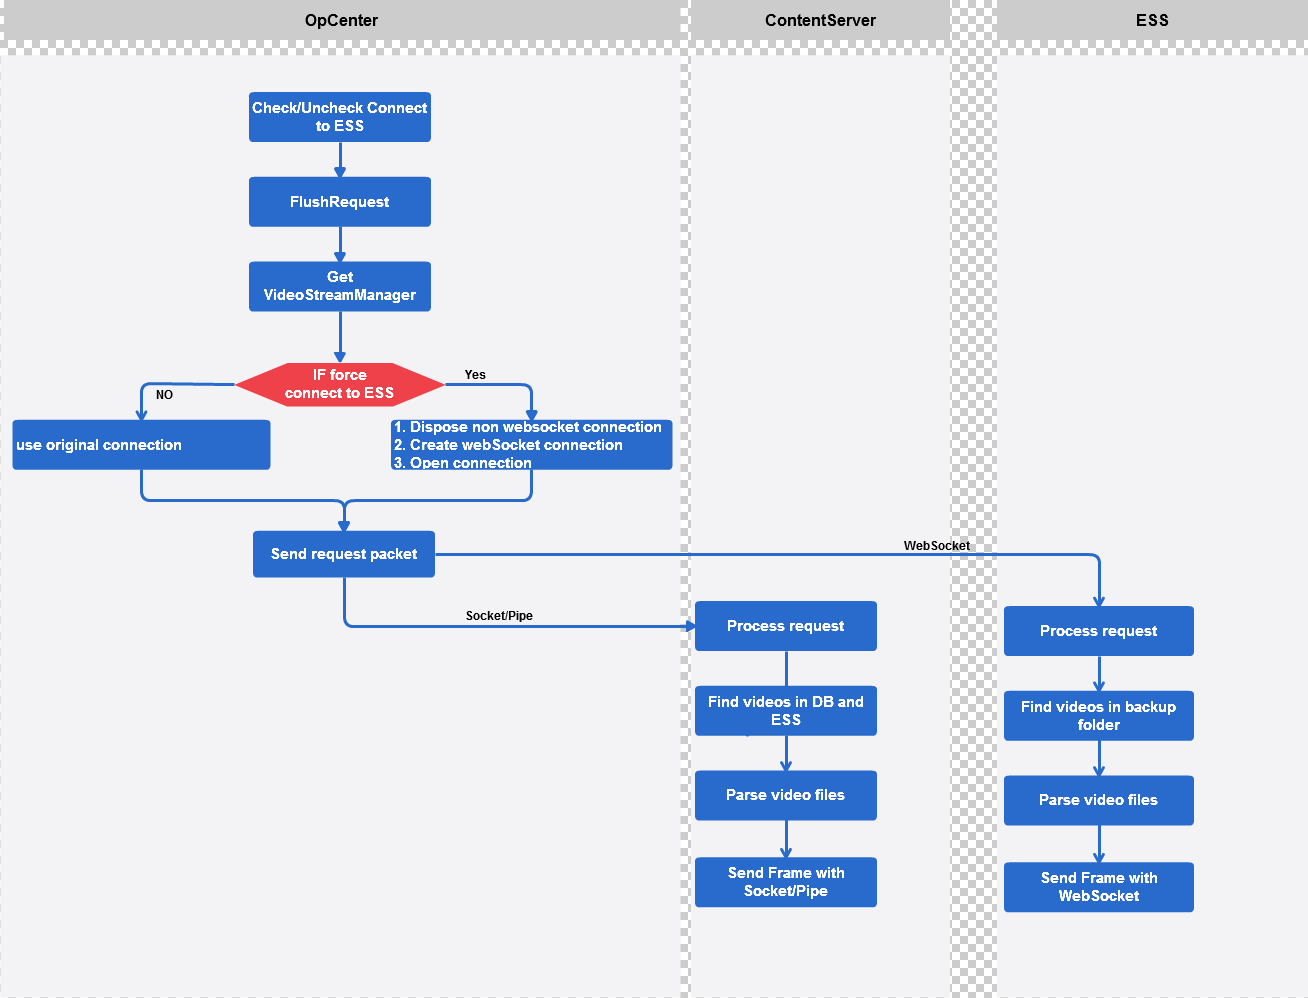 OpCenter
ContentServer
ESS
Check/Uncheck Connect
to ESS
FlushRequest
Get
VideoStreamManager
IF force
connect to ESS
Yes
NO
use original connection
1. Dispose non websocket connection
2. Create webSocket connection
3. Open connection
Send request packet
WebSocket
Socket/Pipe
Process request
Find videos in DB and
ESS
Parse video files
Send Frame with
Socket/Pipe
Process request
Find videos in backup
folder
Parse video files
Send Frame with
WebSocket